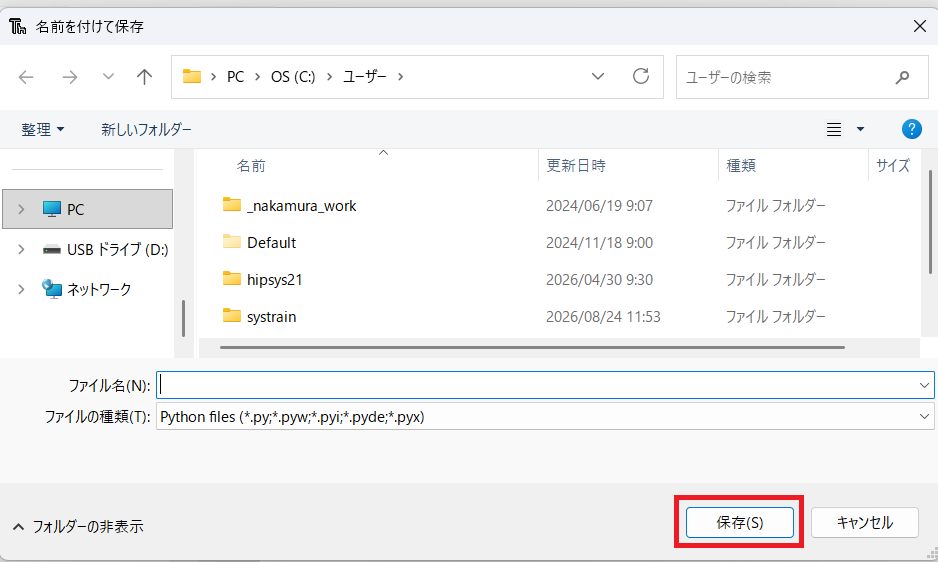 名前を付けて保存
PC > OS (C:) > ユーザー >
ユーザーの検索
整理 新しいフォルダー
名前 更新日時 種類 サイズ
PC
USB ドライブ (D:)
ネットワーク
_nakamura_work 2024/06/19 9:07 ファイル フォルダー
Default 2024/11/18 9:00 ファイル フォルダー
hipsys21 2026/04/30 9:30 ファイル フォルダー
systrain 2026/08/24 11:53 ファイル フォルダー
ファイル名(N):
ファイルの種類(T): Python files (*.py;*.pyw;*.pyi;*.pyde;*.pyx)
フォルダーの非表示 保存(S) キャンセル